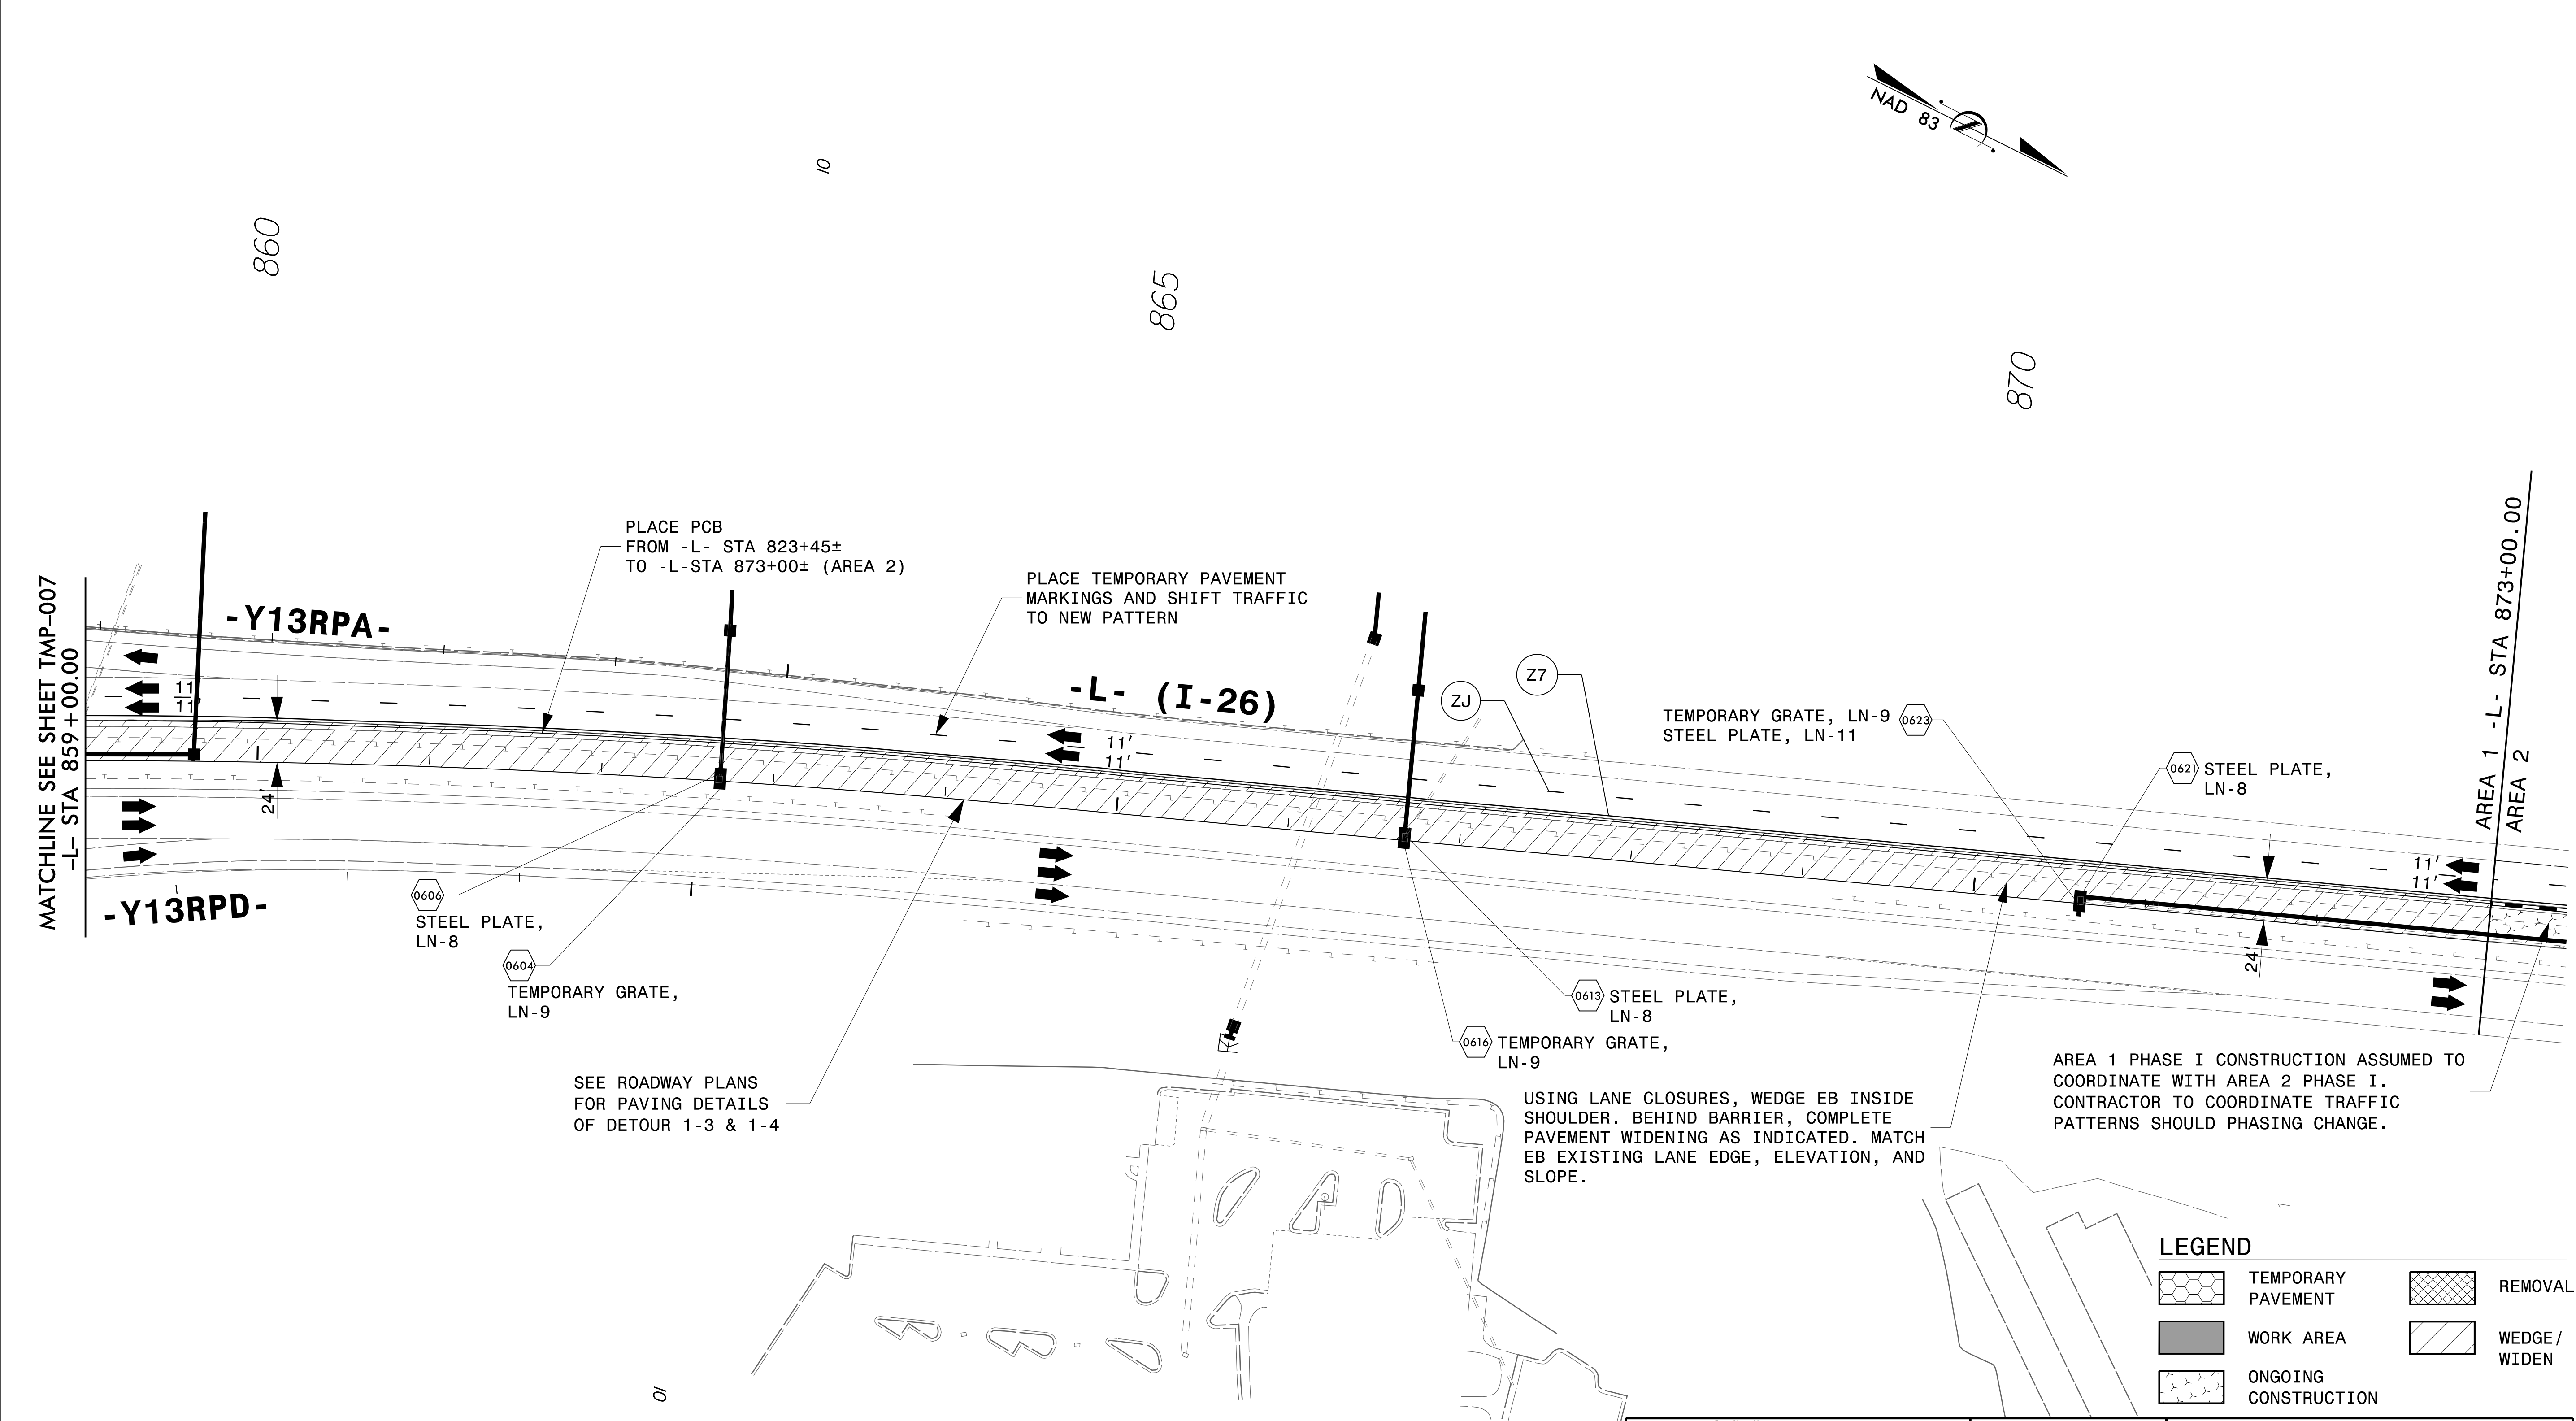 NAD 83
10
860
865
870
PLACE PCB
FROM -L- STA 823+45±
TO -L-STA 873+00± (AREA 2)
PLACE TEMPORARY PAVEMENT
MARKINGS AND SHIFT TRAFFIC
TO NEW PATTERN
MATCHLINE SEE SHEET TMP-007
-L- STA 859+00.00
-Y13RPA-
11'
11'
24'
-Y13RPD-
-L- (I-26)
11'
11'
ZJ
Z7
TEMPORARY GRATE, LN-9
STEEL PLATE, LN-11
0623
0621
STEEL PLATE,
LN-8
AREA 1 -L- STA 873+00.00
AREA 2
11'
11'
24'
0606
STEEL PLATE,
LN-8
0604
TEMPORARY GRATE,
LN-9
0613
STEEL PLATE,
LN-8
0616
TEMPORARY GRATE,
LN-9
SEE ROADWAY PLANS
FOR PAVING DETAILS
OF DETOUR 1-3 & 1-4
USING LANE CLOSURES, WEDGE EB INSIDE
SHOULDER. BEHIND BARRIER, COMPLETE
PAVEMENT WIDENING AS INDICATED. MATCH
EB EXISTING LANE EDGE, ELEVATION, AND
SLOPE.
AREA 1 PHASE I CONSTRUCTION ASSUMED TO
COORDINATE WITH AREA 2 PHASE I.
CONTRACTOR TO COORDINATE TRAFFIC
PATTERNS SHOULD PHASING CHANGE.
10
LEGEND
TEMPORARY
PAVEMENT
REMOVAL
WORK AREA
WEDGE/
WIDEN
ONGOING
CONSTRUCTION